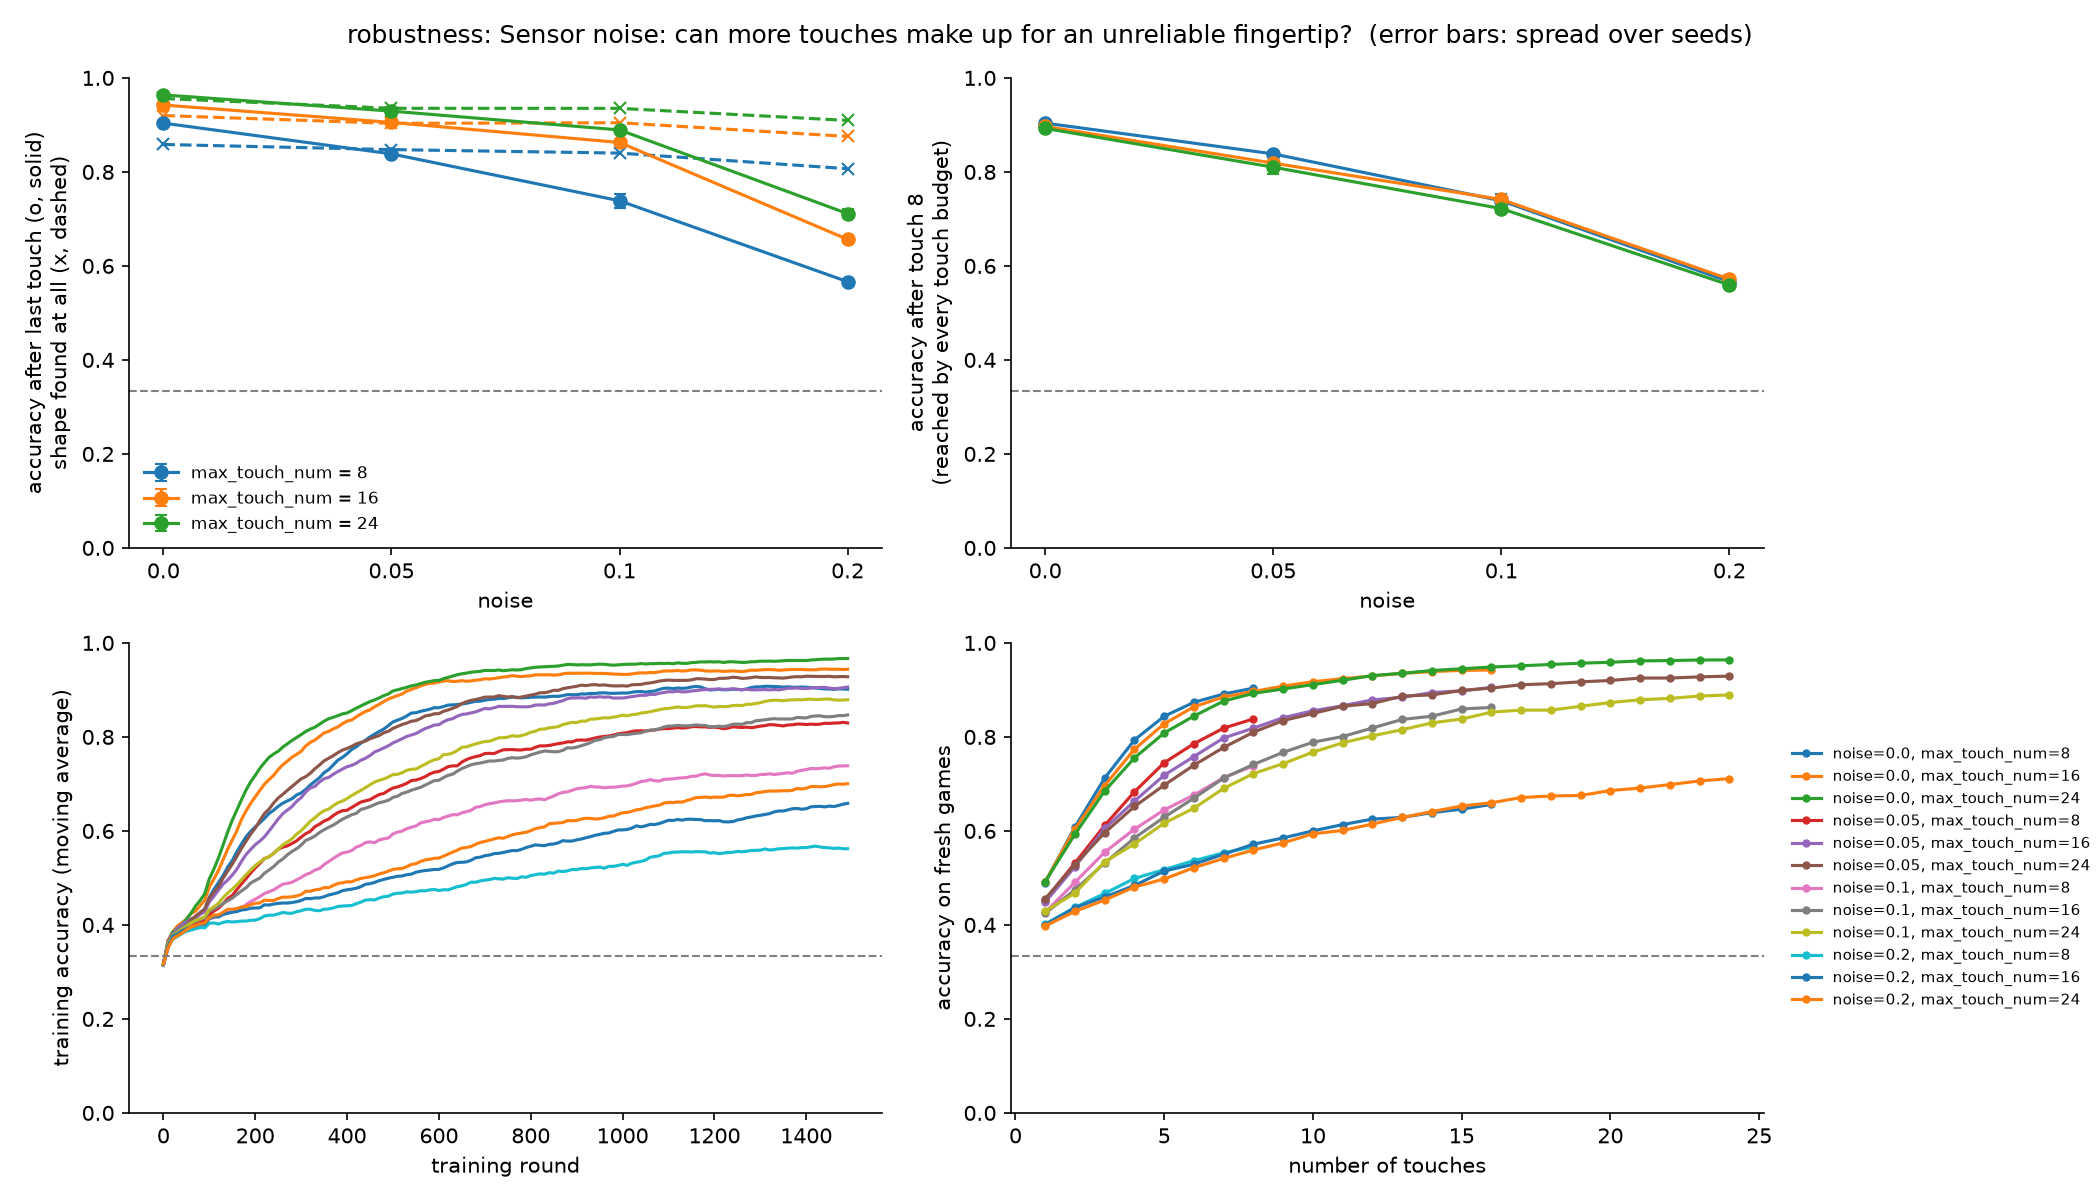 robustness: Sensor noise: can more touches make up for an unreliable fingertip?  (error bars: spread over seeds)
accuracy after last touch (o, solid)
shape found at all (x, dashed)
1.0
0.8
0.6
0.4
0.2
0.0
max_touch_num = 8
max_touch_num = 16
max_touch_num = 24
0.0
0.05
0.1
0.2
noise
accuracy after touch 8
(reached by every touch budget)
1.0
0.8
0.6
0.4
0.2
0.0
0.0
0.05
0.1
0.2
noise
training accuracy (moving average)
1.0
0.8
0.6
0.4
0.2
0.0
0
200
400
600
800
1000
1200
1400
training round
accuracy on fresh games
1.0
0.8
0.6
0.4
0.2
0.0
0
5
10
15
20
25
number of touches
noise=0.0, max_touch_num=8
noise=0.0, max_touch_num=16
noise=0.0, max_touch_num=24
noise=0.05, max_touch_num=8
noise=0.05, max_touch_num=16
noise=0.05, max_touch_num=24
noise=0.1, max_touch_num=8
noise=0.1, max_touch_num=16
noise=0.1, max_touch_num=24
noise=0.2, max_touch_num=8
noise=0.2, max_touch_num=16
noise=0.2, max_touch_num=24